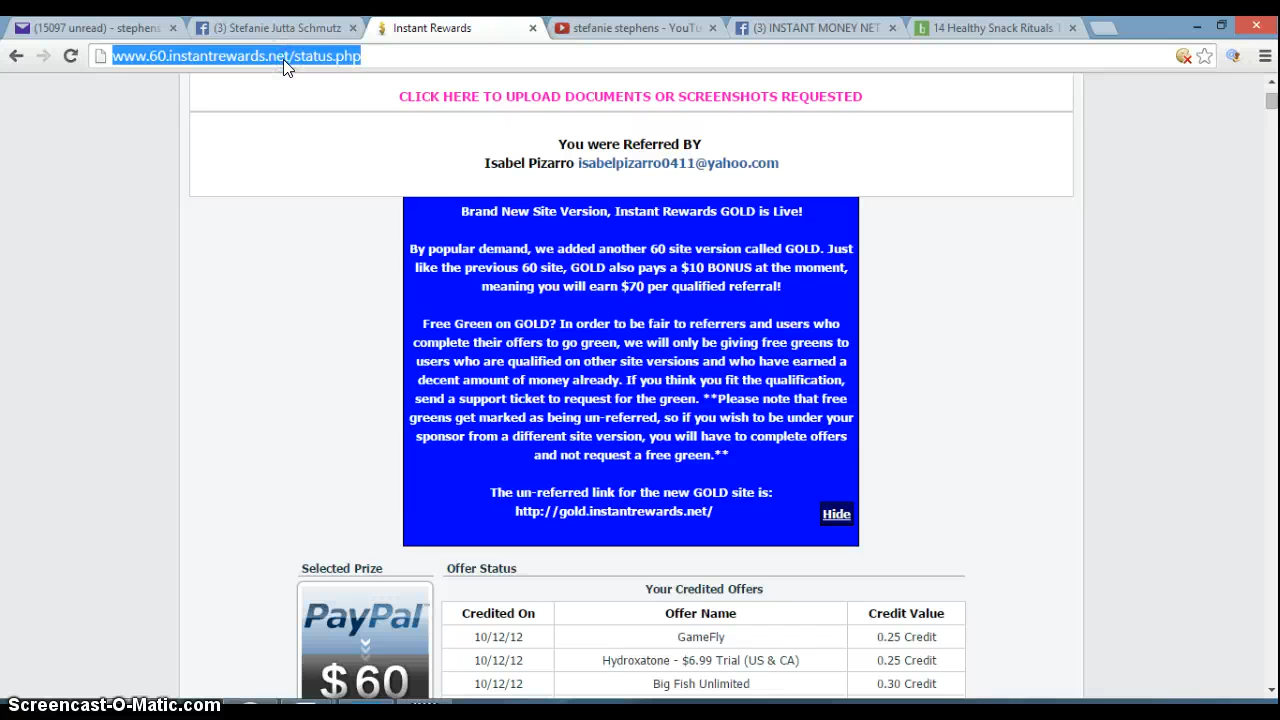 (15097 unread) - stephens
(3) Stefanie Jutta Schmutz
Instant Rewards
stefanie stephens - YouTu
(3) INSTANT MONEY NET
14 Healthy Snack Rituals T
www.60.instantrewards.net/status.php
CLICK HERE TO UPLOAD DOCUMENTS OR SCREENSHOTS REQUESTED
You were Referred BY
Isabel Pizarro isabelpizarro0411@yahoo.com
Brand New Site Version, Instant Rewards GOLD is Live!
By popular demand, we added another 60 site version called GOLD. Just
like the previous 60 site, GOLD also pays a $10 BONUS at the moment,
meaning you will earn $70 per qualified referral!
Free Green on GOLD? In order to be fair to referrers and users who
complete their offers to go green, we will only be giving free greens to
users who are qualified on other site versions and who have earned a
decent amount of money already. If you think you fit the qualification,
send a support ticket to request for the green. **Please note that free
greens get marked as being un-referred, so if you wish to be under your
sponsor from a different site version, you will have to complete offers
and not request a free green.**
The un-referred link for the new GOLD site is:
http://gold.instantrewards.net/
Hide
Selected Prize
PayPal
$60
Offer Status
Your Credited Offers
Credited On Offer Name Credit Value
10/12/12 GameFly 0.25 Credit
10/12/12 Hydroxatone - $6.99 Trial (US & CA) 0.25 Credit
10/12/12 Big Fish Unlimited 0.30 Credit
Screencast-O-Matic.com